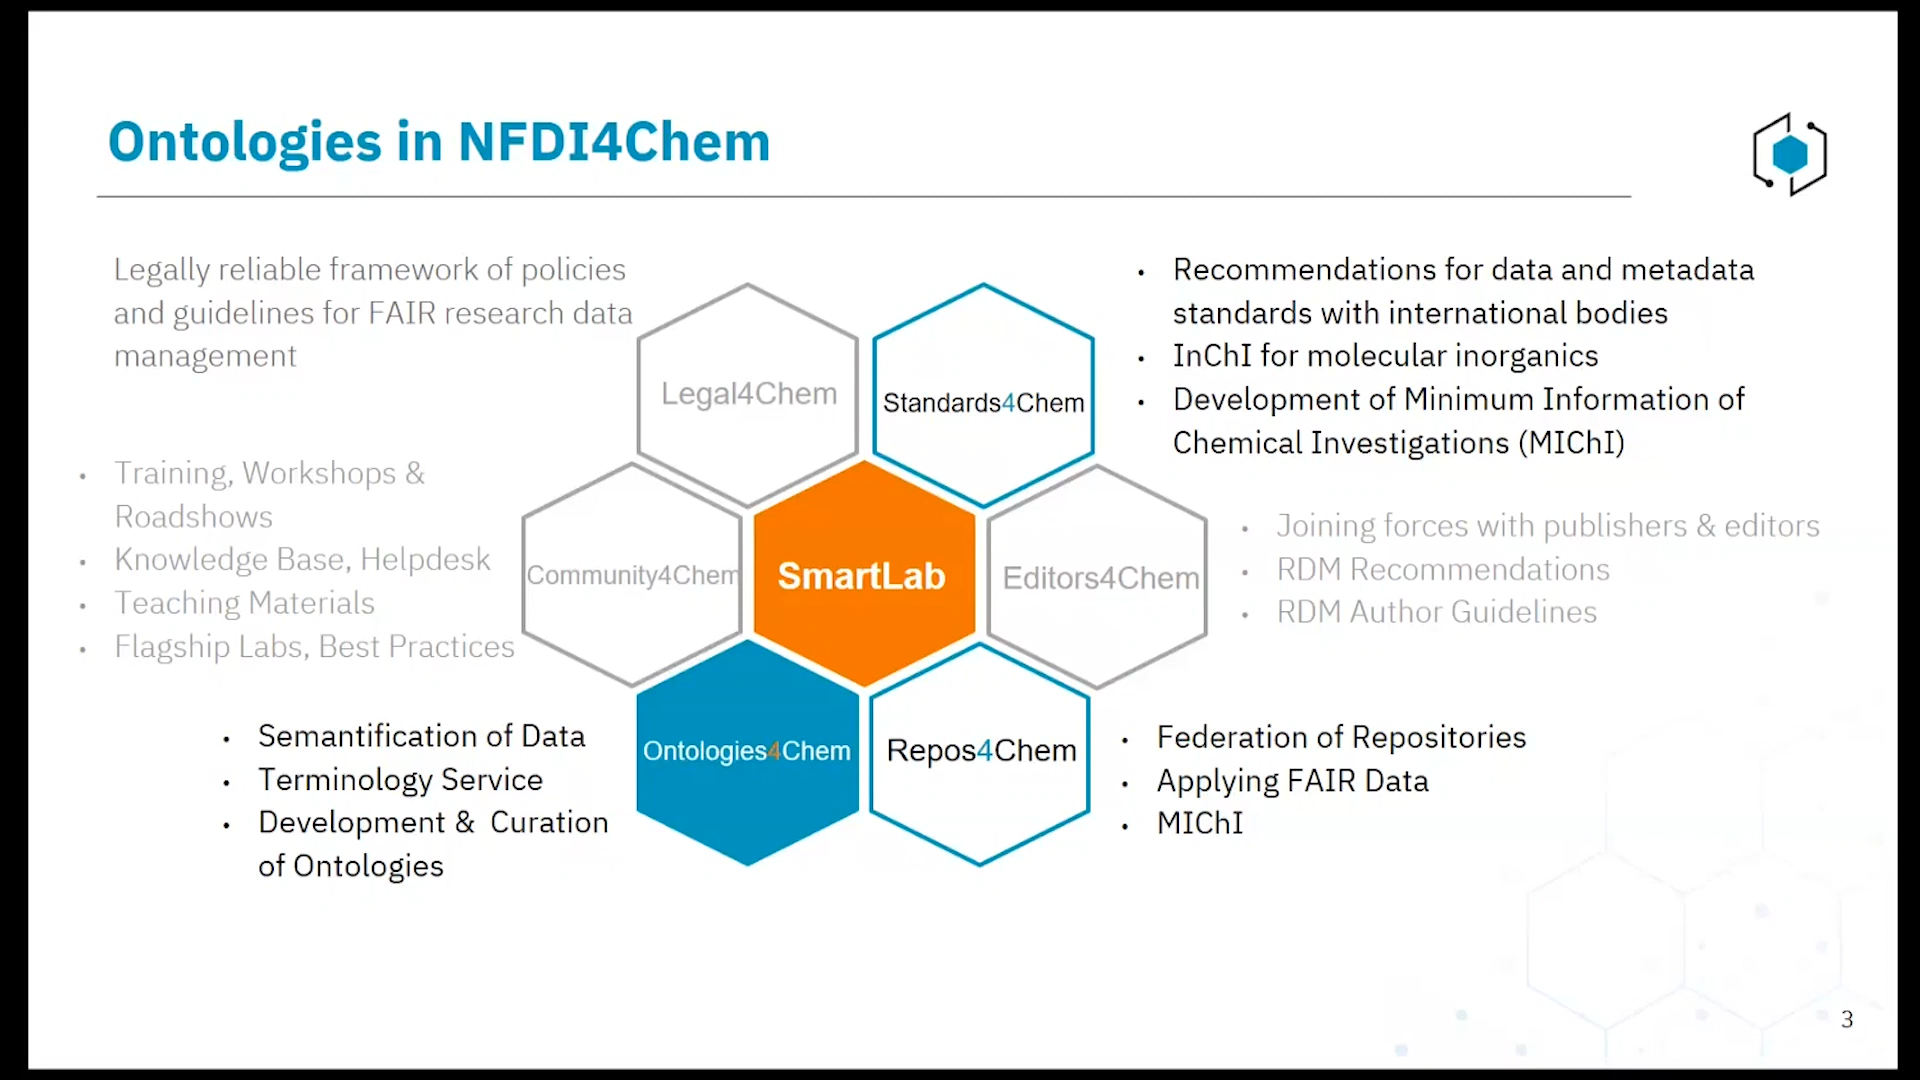 Ontologies in NFDI4Chem
Legally reliable framework of policies
and guidelines for FAIR research data
management
Legal4Chem
Standards4Chem
• Recommendations for data and metadata
standards with international bodies
• InChI for molecular inorganics
• Development of Minimum Information of
Chemical Investigations (MIChI)
• Training, Workshops &
Roadshows
• Knowledge Base, Helpdesk
• Teaching Materials
• Flagship Labs, Best Practices
Community4Chem
SmartLab
Editors4Chem
• Joining forces with publishers & editors
• RDM Recommendations
• RDM Author Guidelines
• Semantification of Data
• Terminology Service
• Development & Curation
of Ontologies
Ontologies4Chem
Repos4Chem
• Federation of Repositories
• Applying FAIR Data
• MIChI
3